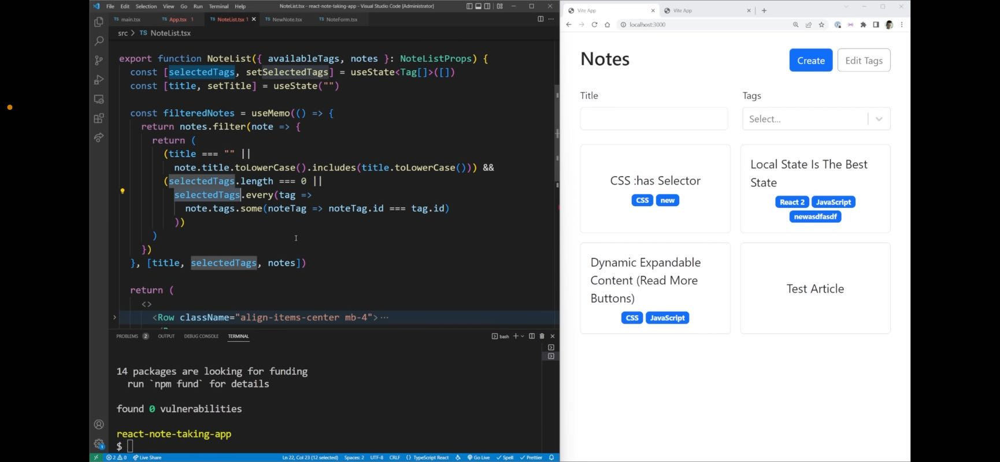 File Edit Selection View Go Run Terminal Help
NoteList.tsx - react-note-taking-app - Visual Studio Code [Administrator]
TS main.tsx
TS App.tsx 1
TS NoteList.tsx 1
TS NewNote.tsx
TS NoteForm.tsx
src > TS NoteList.tsx
export function NoteList({ availableTags, notes }: NoteListProps) {
const [selectedTags, setSelectedTags] = useState<Tag[]>([])
const [title, setTitle] = useState("")
const filteredNotes = useMemo(() => {
return notes.filter(note => {
return (
(title === "" ||
note.title.toLowerCase().includes(title.toLowerCase())) &&
(selectedTags.length === 0 ||
selectedTags.every(tag =>
note.tags.some(noteTag => noteTag.id === tag.id)
))
)
})
}, [title, selectedTags, notes])
return (
<>
<Row className="align-items-center mb-4"> ...
PROBLEMS 2 OUTPUT DEBUG CONSOLE TERMINAL
bash
14 packages are looking for funding
run `npm fund` for details
found 0 vulnerabilities
react-note-taking-app
$
1
2 0 Live Share
Ln 22, Col 23 (12 selected) Spaces: 2 UTF-8 CRLF {} TypeScript React Go Live Spell Prettier
Vite App
Vite App
localhost:3000
Notes
Create
Edit Tags
Title
Tags
Select...
CSS :has Selector
CSS new
Local State Is The Best
State
React 2 JavaScript
newasdfasdf
Dynamic Expandable
Content (Read More
Buttons)
CSS JavaScript
Test Article